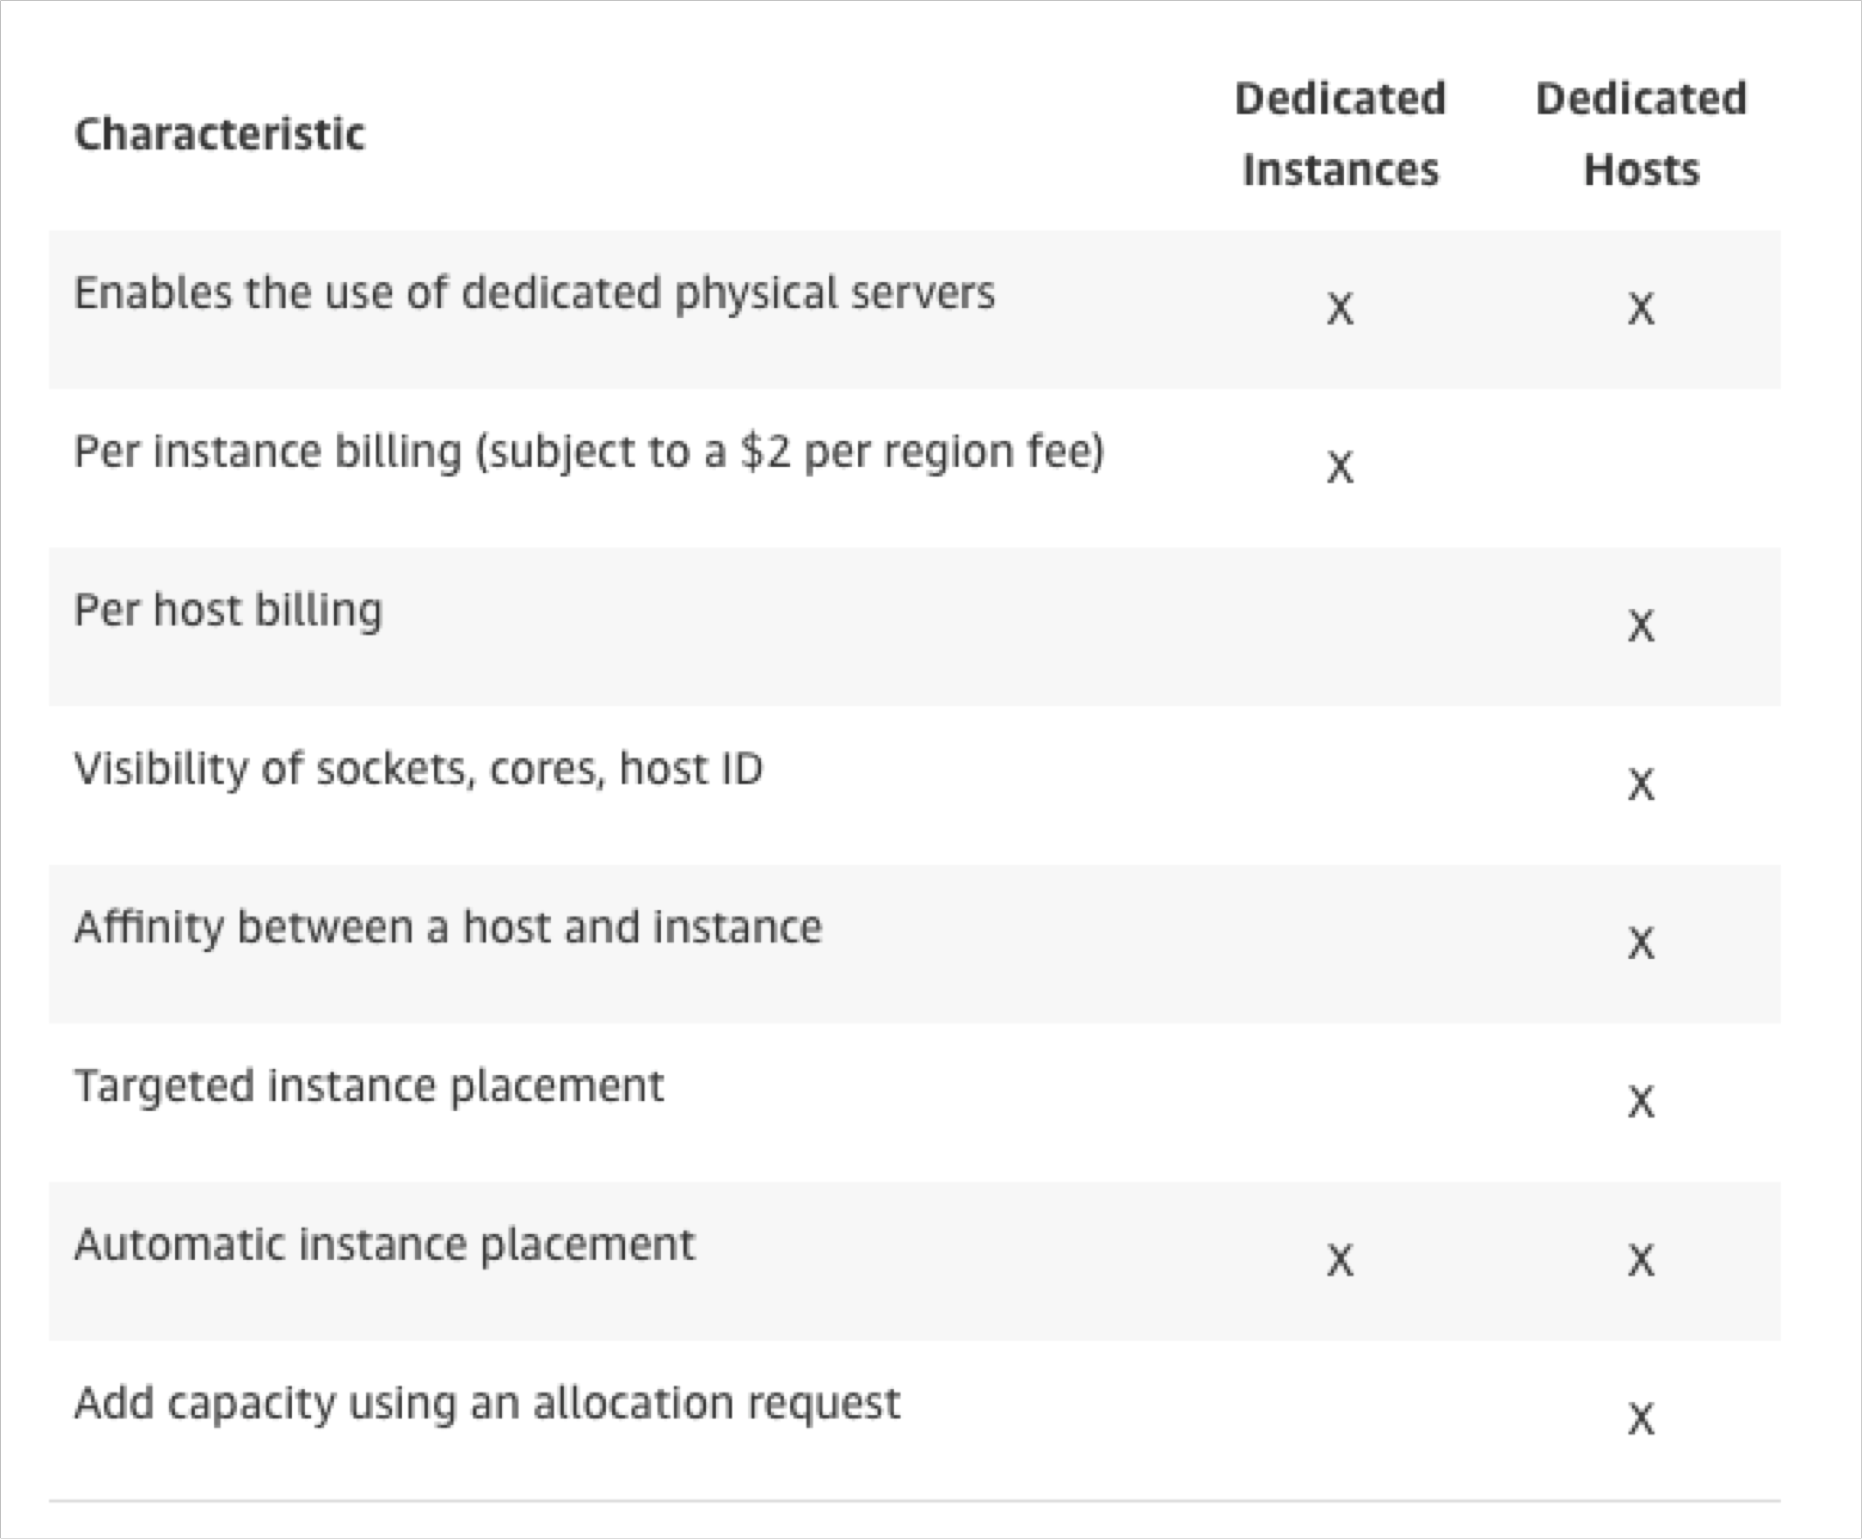 Characteristic Dedicated Instances Dedicated Hosts
Enables the use of dedicated physical servers X X
Per instance billing (subject to a $2 per region fee) X
Per host billing X
Visibility of sockets, cores, host ID X
Affinity between a host and instance X
Targeted instance placement X
Automatic instance placement X X
Add capacity using an allocation request X